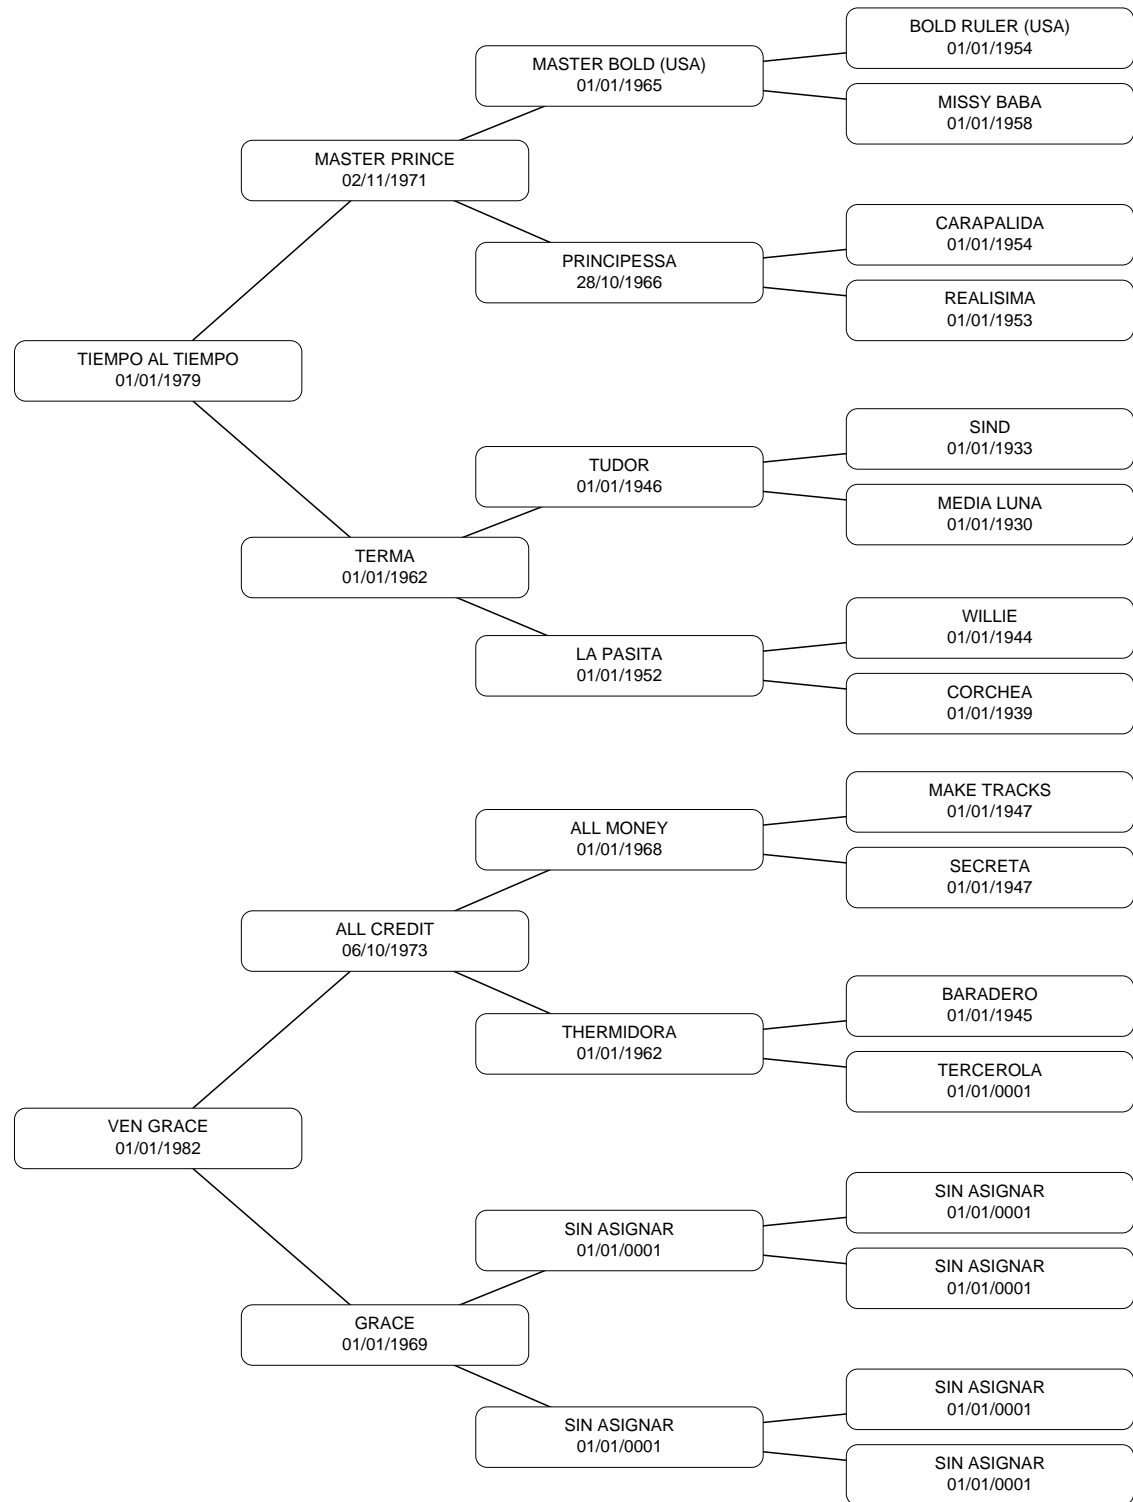 BOLD RULER (USA)
01/01/1954
MASTER BOLD (USA)
01/01/1965
MISSY BABA
01/01/1958
MASTER PRINCE
02/11/1971
CARAPALIDA
01/01/1954
PRINCIPESSA
28/10/1966
REALISIMA
01/01/1953
TIEMPO AL TIEMPO
01/01/1979
SIND
01/01/1933
TUDOR
01/01/1946
MEDIA LUNA
01/01/1930
TERMA
01/01/1962
WILLIE
01/01/1944
LA PASITA
01/01/1952
CORCHEA
01/01/1939
MAKE TRACKS
01/01/1947
ALL MONEY
01/01/1968
SECRETA
01/01/1947
ALL CREDIT
06/10/1973
BARADERO
01/01/1945
THERMIDORA
01/01/1962
TERCEROLA
01/01/0001
VEN GRACE
01/01/1982
SIN ASIGNAR
01/01/0001
SIN ASIGNAR
01/01/0001
SIN ASIGNAR
01/01/0001
GRACE
01/01/1969
SIN ASIGNAR
01/01/0001
SIN ASIGNAR
01/01/0001
SIN ASIGNAR
01/01/0001